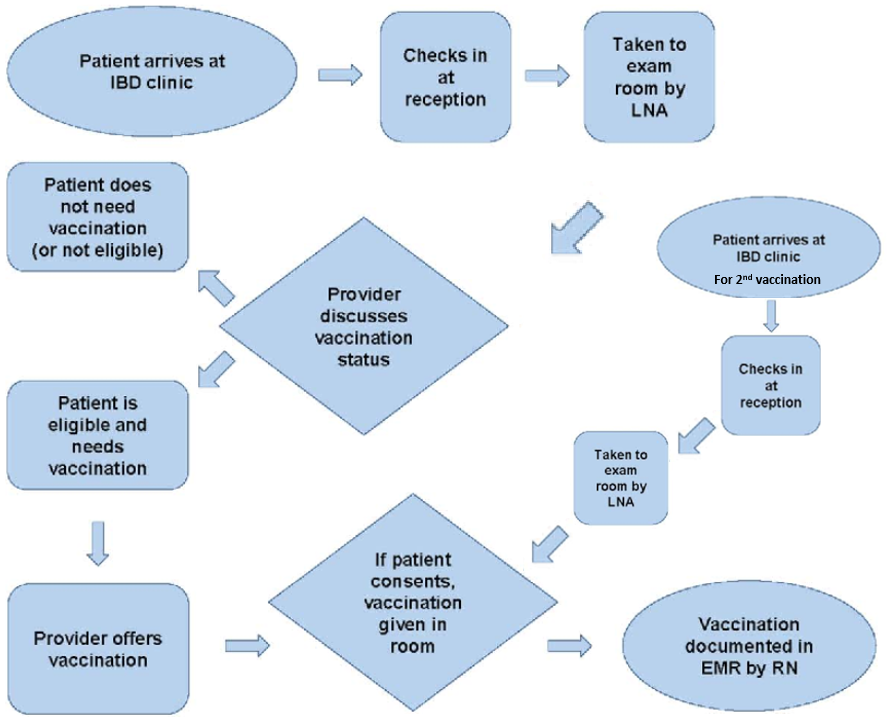 Patient arrives at
IBD clinic
Checks in
at
reception
Taken to
exam
room by
LNA
Patient does
not need
vaccination
(or not eligible)
Provider
discusses
vaccination
status
Patient arrives at
IBD clinic
For 2nd vaccination
Checks in
at
reception
Patient is
eligible and
needs
vaccination
Taken to
exam
room by
LNA
Provider offers
vaccination
If patient
consents,
vaccination
given in
room
Vaccination
documented in
EMR by RN